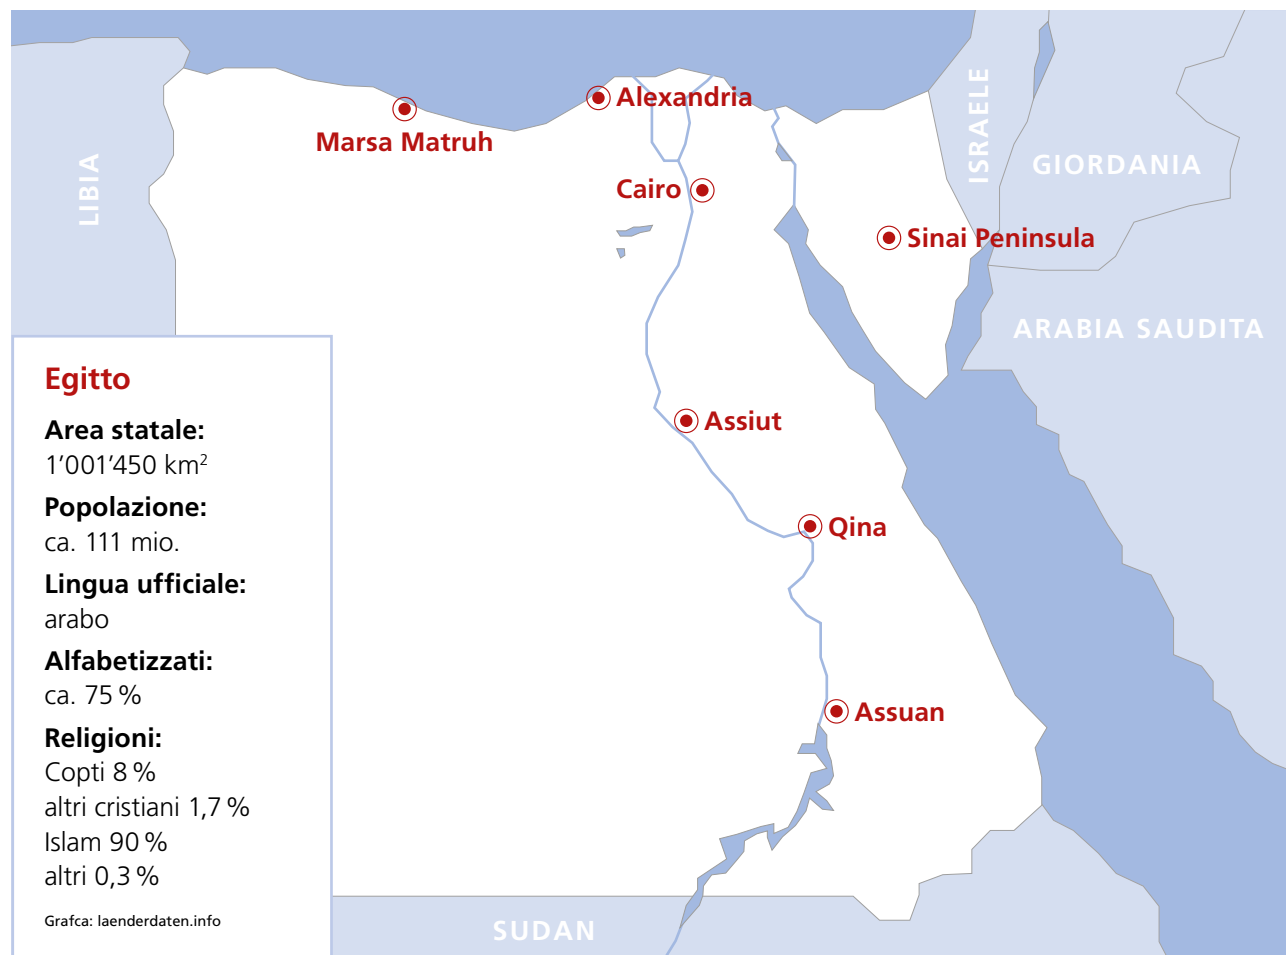 Alexandria
Marsa Matruh
LIBIA
ISRAELE
GIORDANIA
Cairo
Sinai Peninsula
ARABIA SAUDITA
Assiut
Qina
Assuan
SUDAN
Egitto
Area statale:
1’001’450 km²
Popolazione:
ca. 111 mio.
Lingua ufficiale:
arabo
Alfabetizzati:
ca. 75 %
Religioni:
Copti 8 %
altri cristiani 1,7 %
Islam 90 %
altri 0,3 %
Grafca: laenderdaten.info